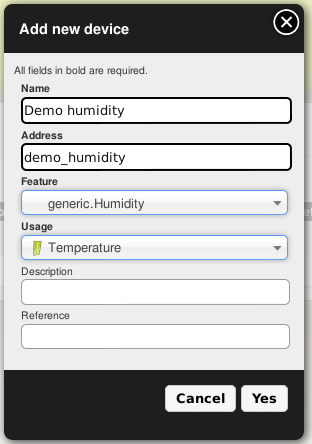 Add new device
All fields in bold are required.
Name
Demo humidity
Address
demo_humidity
Feature
generic.Humidity
Usage
Temperature
Description
Reference
Cancel Yes